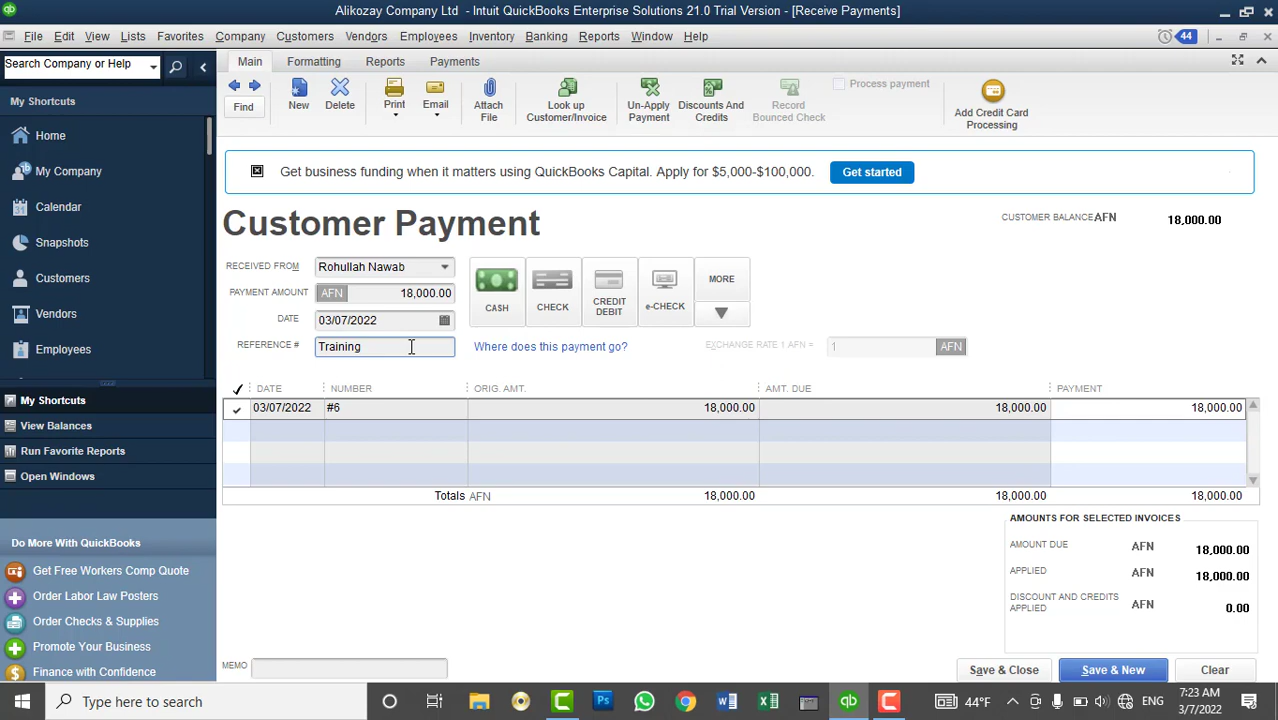 Alikozay Company Ltd - Intuit QuickBooks Enterprise Solutions 21.0 Trial Version - [Receive Payments]
File Edit View Lists Favorites Company Customers Vendors Employees Inventory Banking Reports Window Help
44
Search Company or Help
My Shortcuts
Home
My Company
Calendar
Snapshots
Customers
Vendors
Employees
My Shortcuts
View Balances
Run Favorite Reports
Open Windows
Do More With QuickBooks
Get Free Workers Comp Quote
Order Labor Law Posters
Order Checks & Supplies
Promote Your Business
Finance with Confidence
Main Formatting Reports Payments
Find
New
Delete
Print
Email
Attach
File
Look up
Customer/Invoice
Un-Apply
Payment
Discounts And
Credits
Record
Bounced Check
Process payment
Add Credit Card
Processing
Get business funding when it matters using QuickBooks Capital. Apply for $5,000-$100,000. Get started
Customer Payment
CUSTOMER BALANCE AFN 18,000.00
RECEIVED FROM Rohullah Nawab
PAYMENT AMOUNT AFN 18,000.00
DATE 03/07/2022
REFERENCE # Training
CASH
CHECK
CREDIT
DEBIT
e-CHECK
MORE
Where does this payment go?
EXCHANGE RATE 1 AFN = 1 AFN
DATE NUMBER ORIG. AMT. AMT. DUE PAYMENT
03/07/2022 #6 18,000.00 18,000.00 18,000.00
Totals AFN 18,000.00 18,000.00 18,000.00
AMOUNTS FOR SELECTED INVOICES
AMOUNT DUE AFN 18,000.00
APPLIED AFN 18,000.00
DISCOUNT AND CREDITS
APPLIED AFN 0.00
MEMO
Save & Close Save & New Clear
Type here to search
44°F
ENG
7:23 AM
3/7/2022